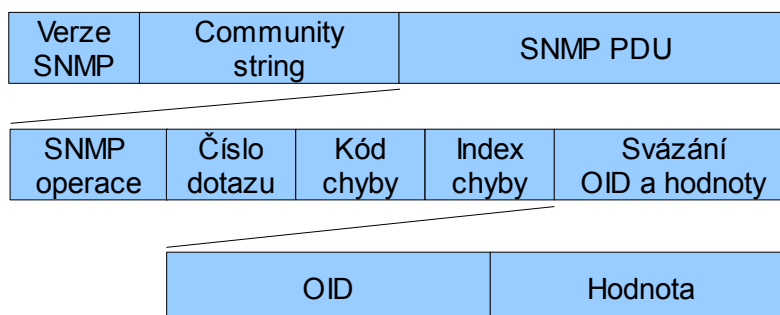 Verze
SNMP
Community
string
SNMP PDU
SNMP
operace
Číslo
dotazu
Kód
chyby
Index
chyby
Svázání
OID a hodnoty
OID
Hodnota